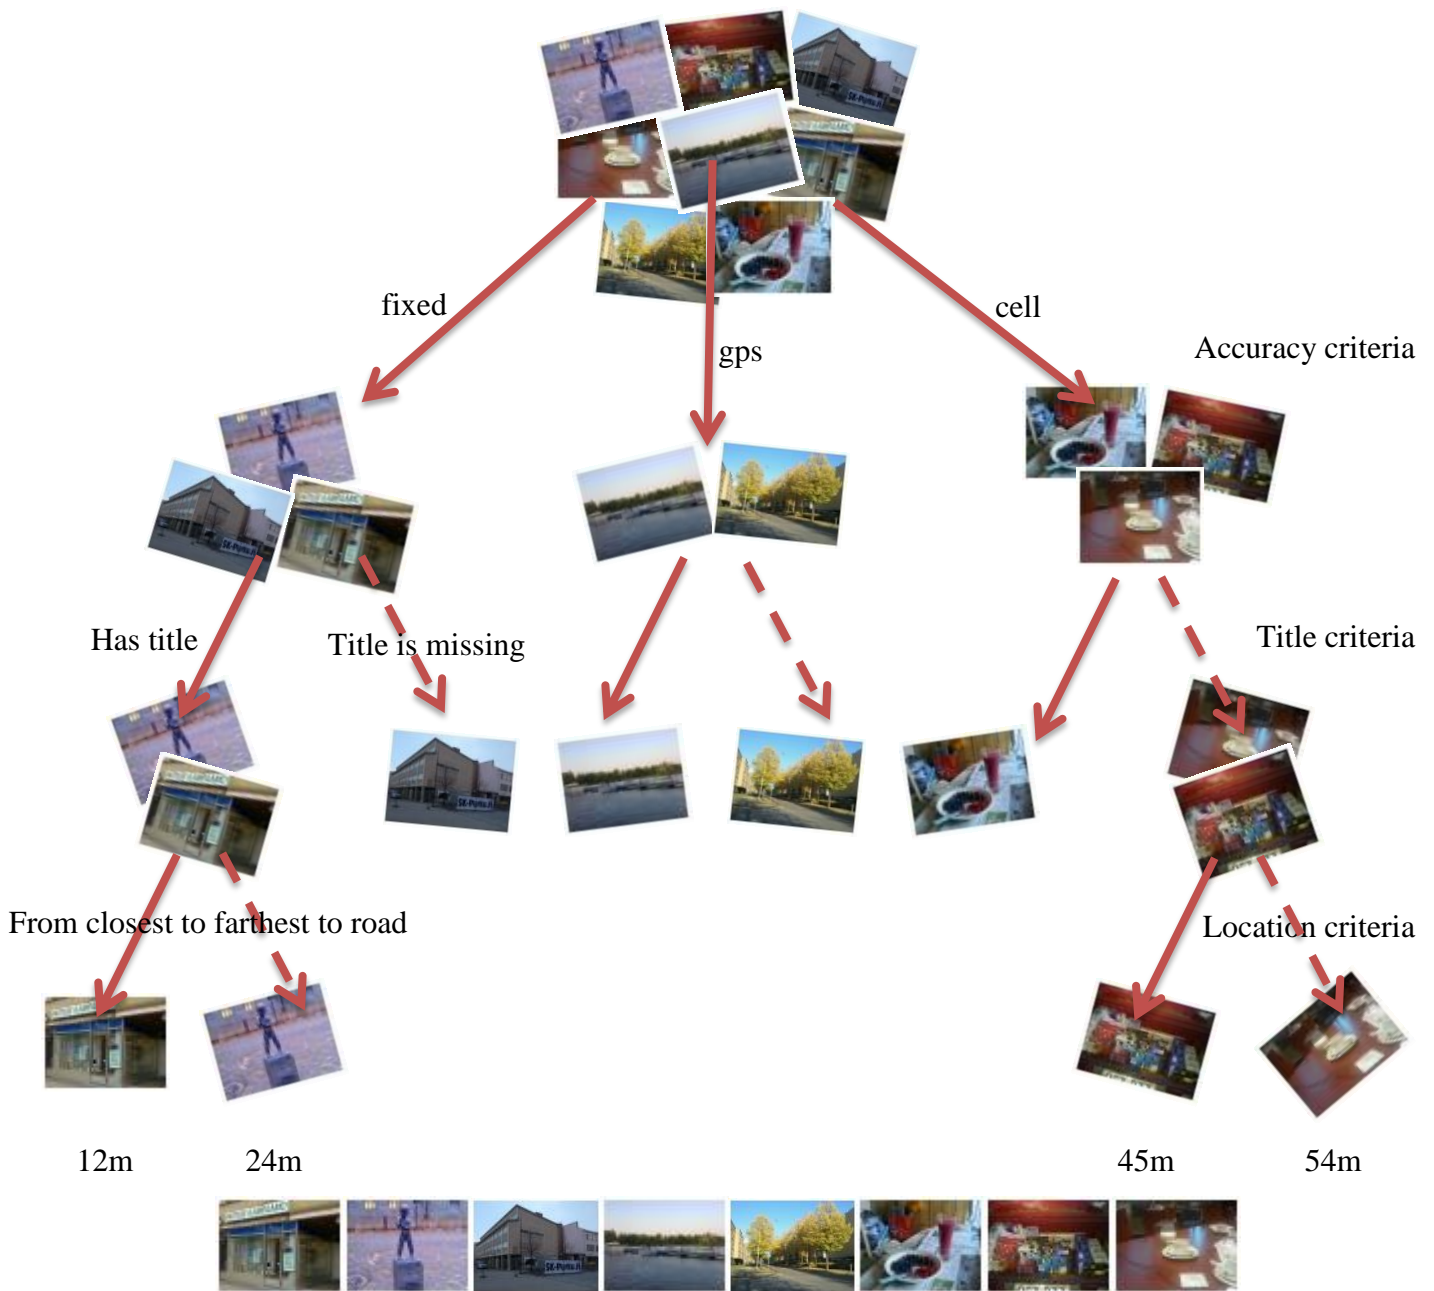 fixed
cell
gps
Accuracy criteria
Has title
Title is missing
Title criteria
From closest to farthest to road
Location criteria
12m
24m
45m
54m